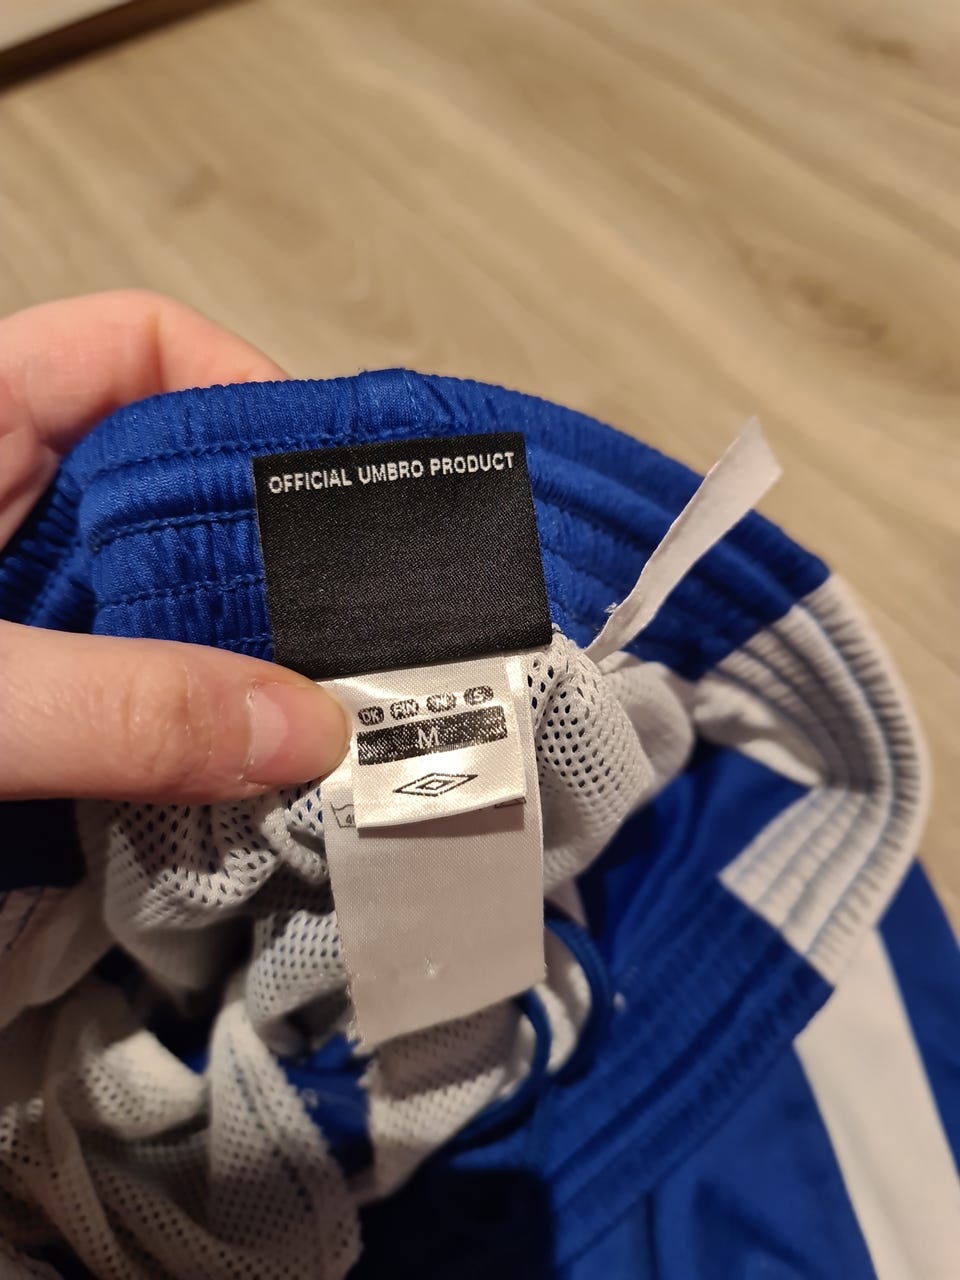 OFFICIAL UMBRO PRODUCT
DK FIN N S
M